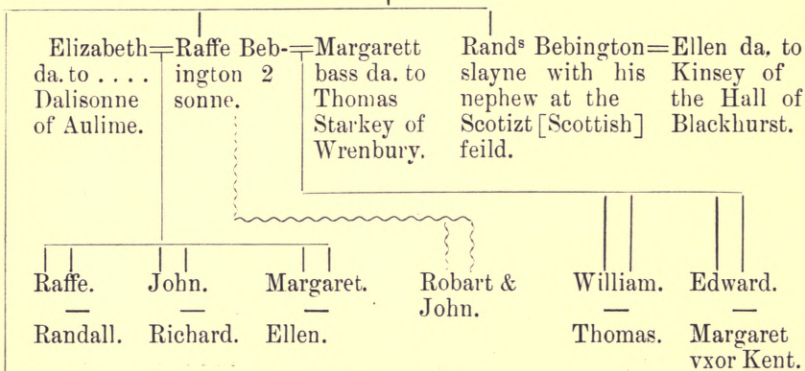 Elizabeth=Raffe Beb-=Margarett
da. to . . . .
Dalisonne
of Aulime.
ington 2
sonne.
bass da. to
Thomas
Starkey of
Wrenbury.
Randˢ Bebington=Ellen da. to
slayne with his
nephew at the
Scotizt [Scottish]
feild.
Kinsey of
the Hall of
Blackhurst.
Raffe.
Randall.
John.
Richard.
Margaret.
Ellen.
Robart &
John.
William.
Thomas.
Edward.
Margaret
vxor Kent.